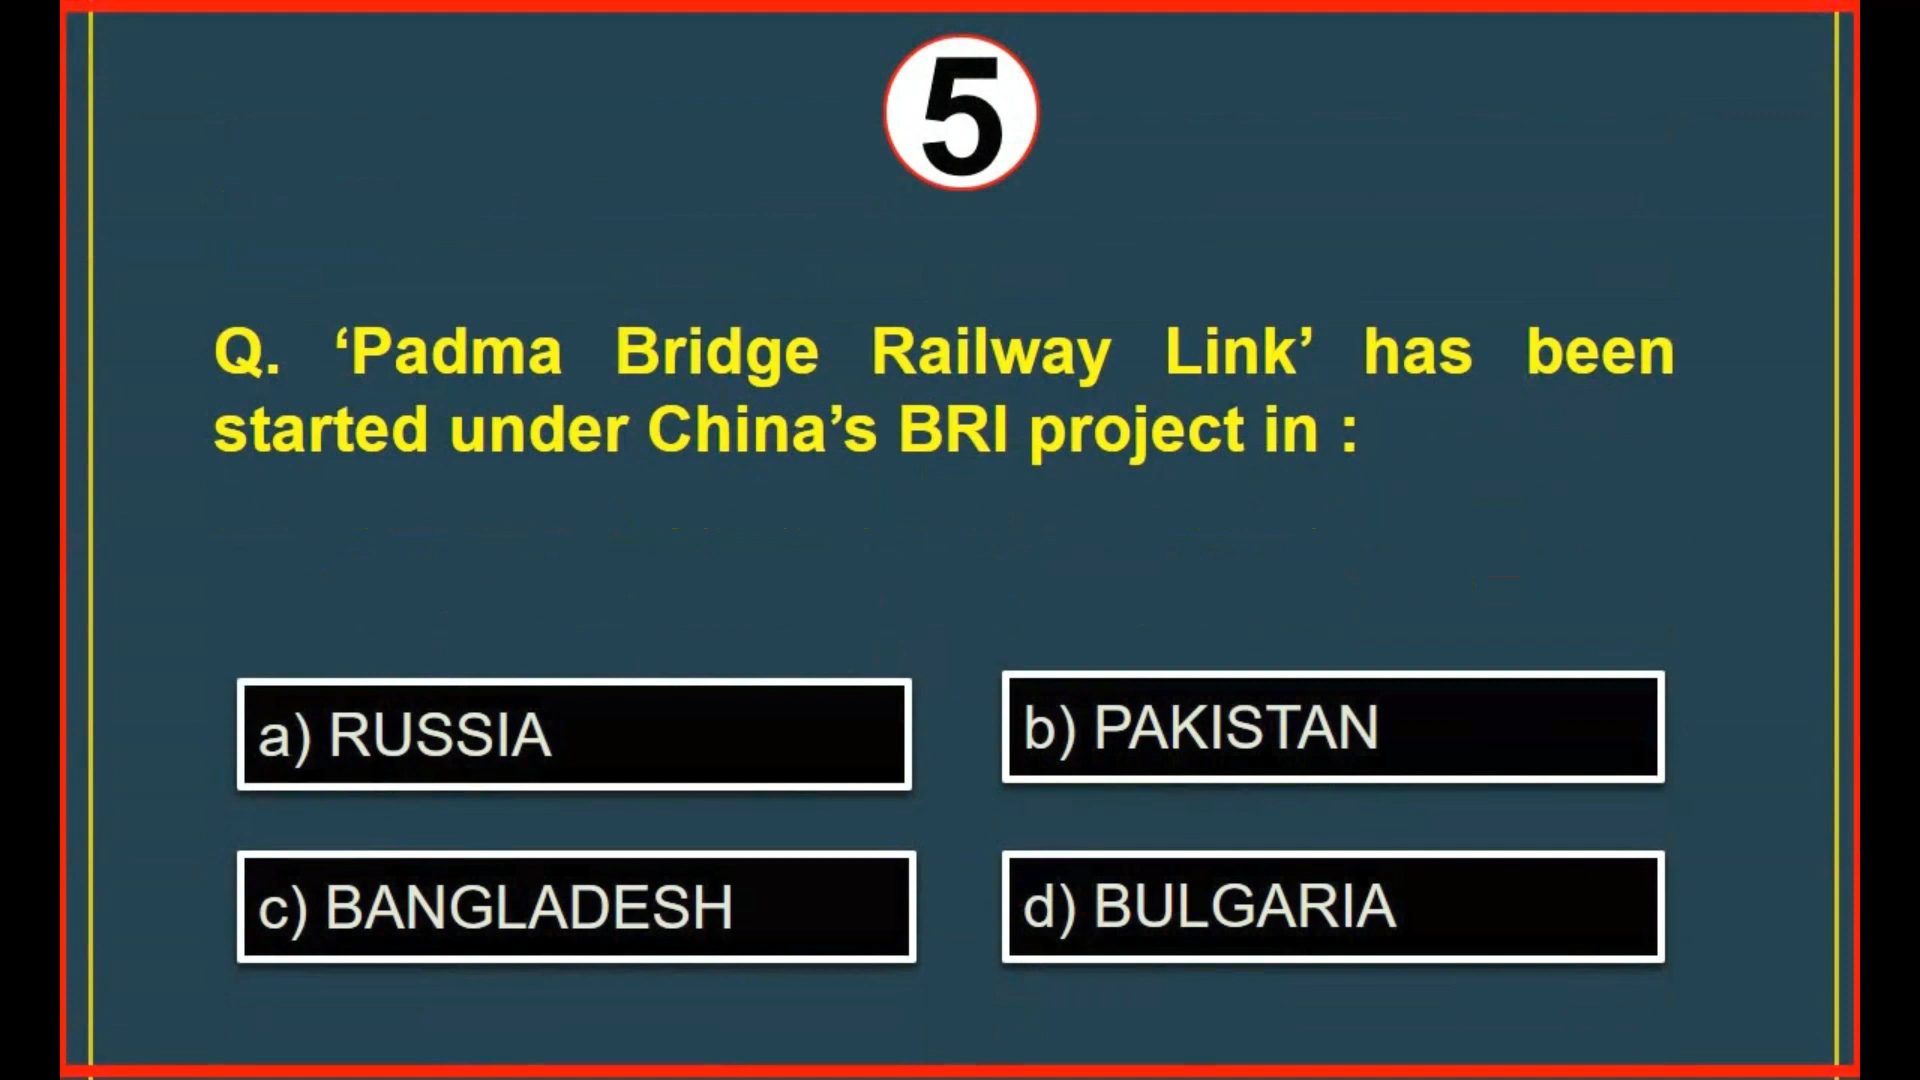 5
Q. ‘Padma Bridge Railway Link’ has been
started under China’s BRI project in :
a) RUSSIA
b) PAKISTAN
c) BANGLADESH
d) BULGARIA